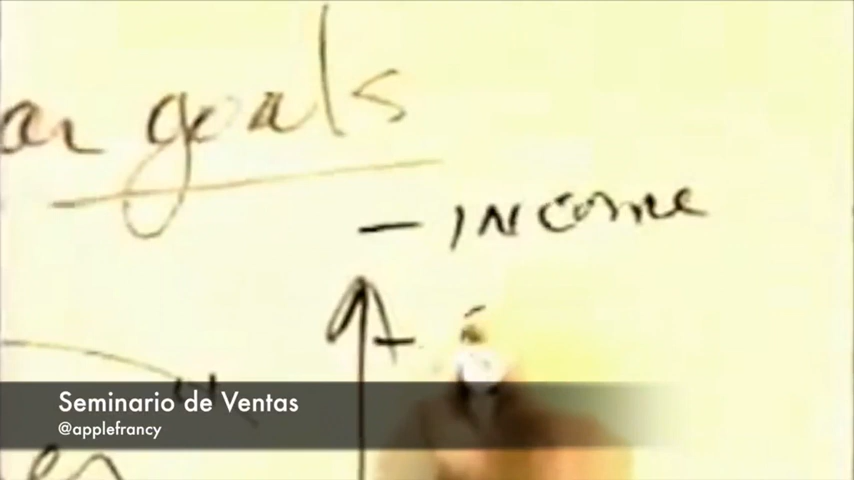 goals
- INCOME
-
Seminario de Ventas
@applefrancy